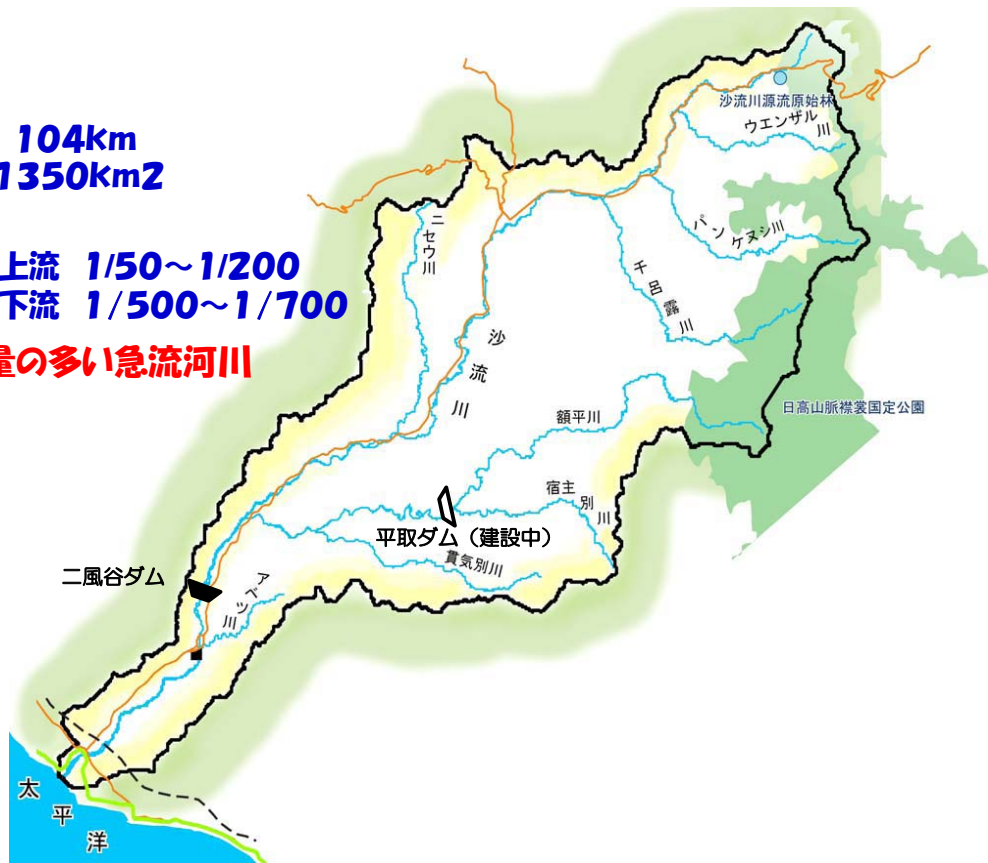 104km
1350km2
上流 1/50～1/200
下流 1/500～1/700
量の多い急流河川
沙流川源流原始林
ウエンザル川
パンケヌシ川
ニセウ川
千呂露川
沙流川
日高山脈襟裳国定公園
額平川
宿主別川
平取ダム（建設中）
貫気別川
二風谷ダム
アベツ川
太平洋